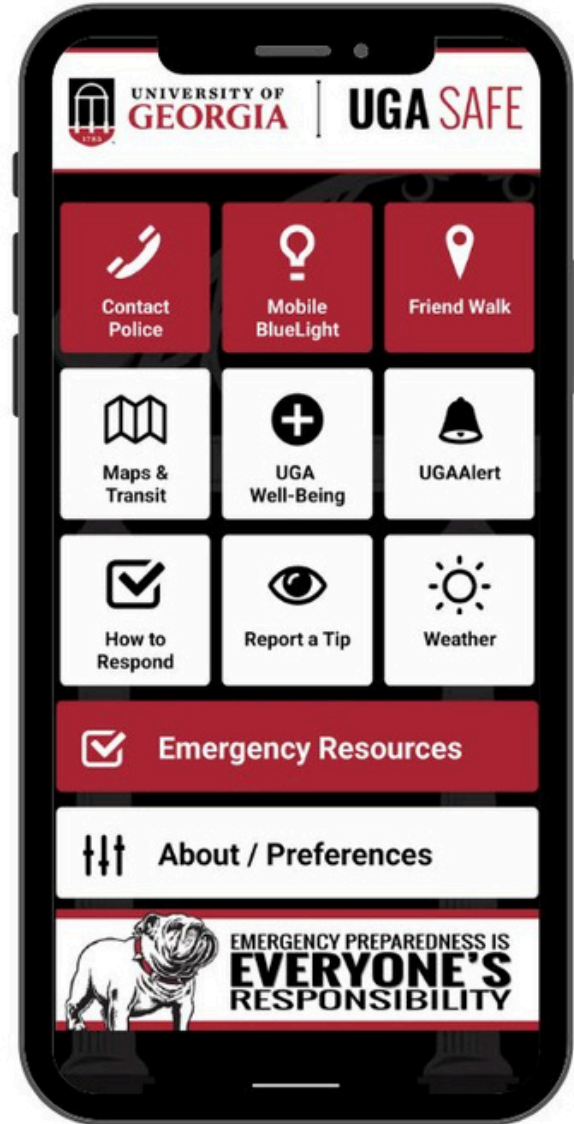 UNIVERSITY OF
GEORGIA
1785
UGA SAFE
Contact
Police
Mobile
BlueLight
Friend Walk
Maps &
Transit
UGA
Well-Being
UGAAlert
How to
Respond
Report a Tip
Weather
Emergency Resources
About / Preferences
EMERGENCY PREPAREDNESS IS
EVERYONE'S
RESPONSIBILITY